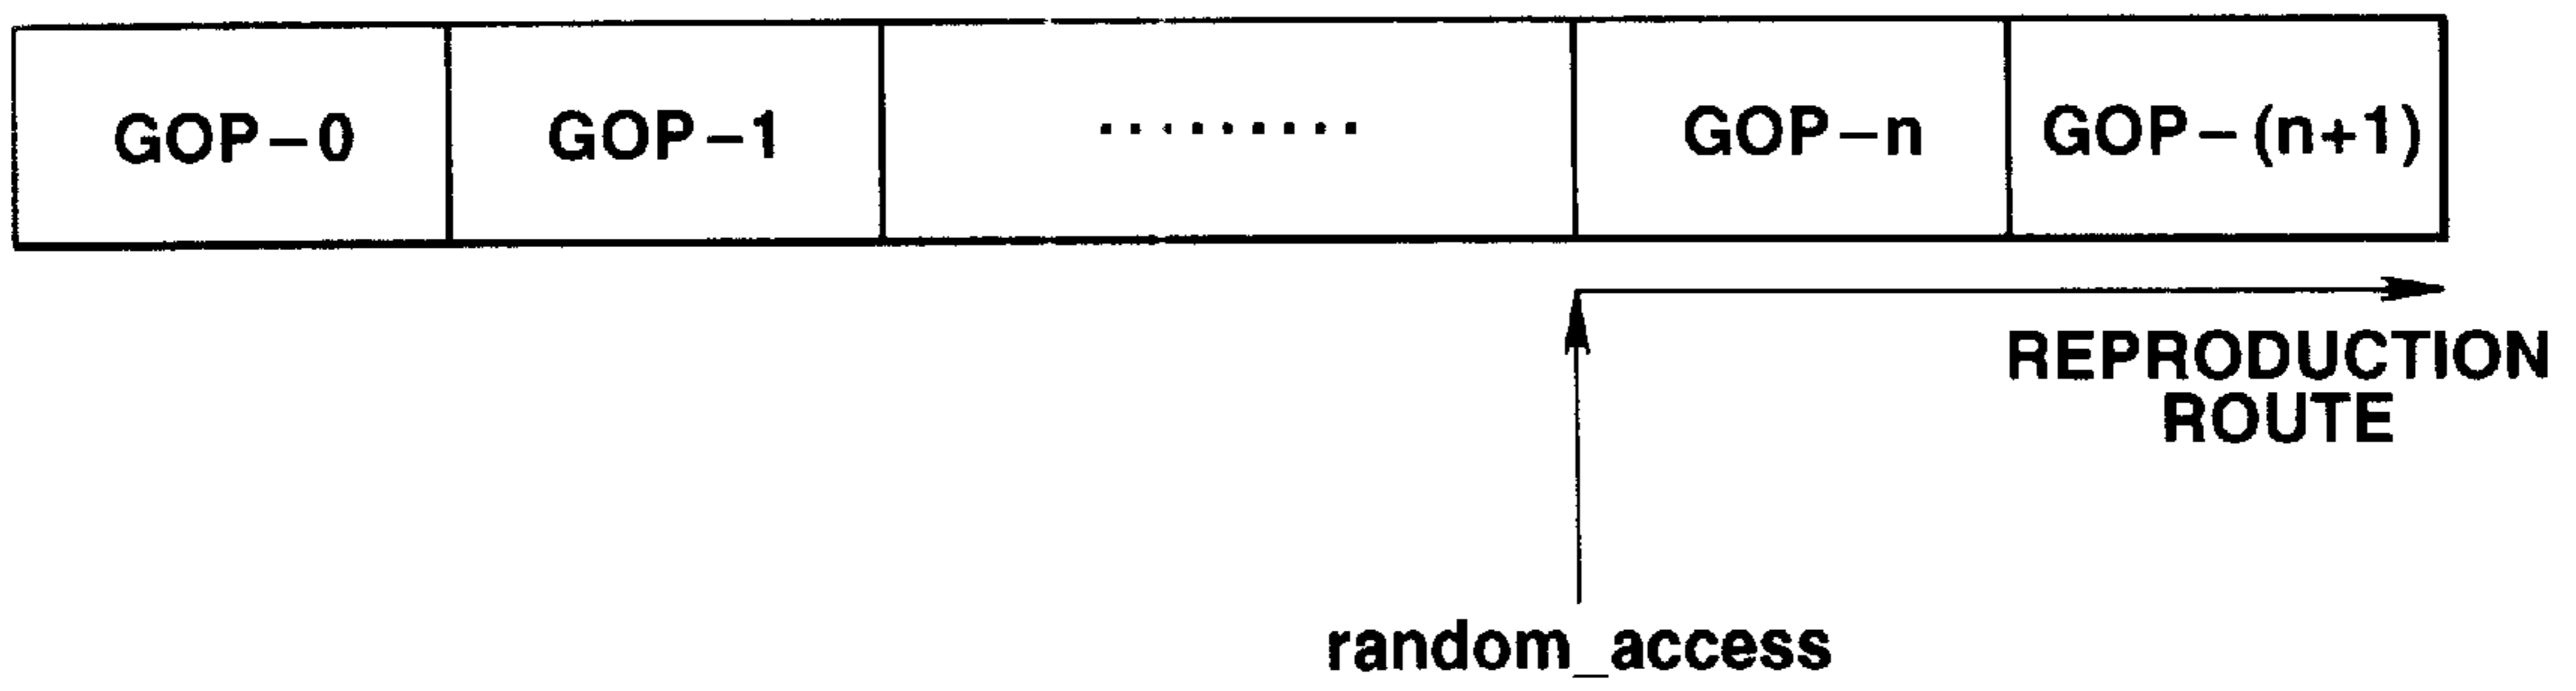 GOP-0 GOP-1 ......... GOP-n GOP-(n+1)
REPRODUCTION
ROUTE
random_access